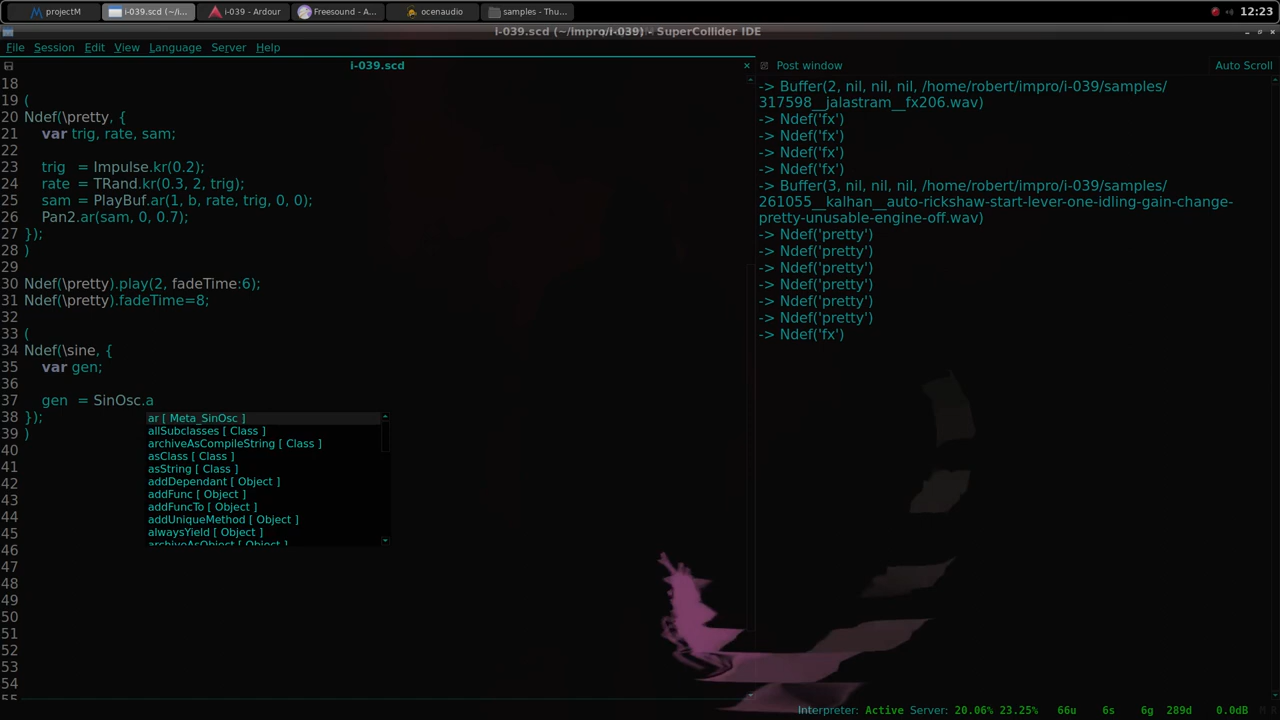 projectM
i-039.scd (~/i...
i-039 - Ardour
Freesound - A...
ocenaudio
samples - Thu...
12:23
i-039.scd (~/impro/i-039) - SuperCollider IDE
File Session Edit View Language Server Help
i-039.scd
×
Post window
Auto Scroll
18
19 (
20 Ndef(\pretty, {
21 var trig, rate, sam;
22
23 trig = Impulse.kr(0.2);
24 rate = TRand.kr(0.3, 2, trig);
25 sam = PlayBuf.ar(1, b, rate, trig, 0, 0);
26 Pan2.ar(sam, 0, 0.7);
27 });
28 )
29
30 Ndef(\pretty).play(2, fadeTime:6);
31 Ndef(\pretty).fadeTime=8;
32
33 (
34 Ndef(\sine, {
35 var gen;
36
37 gen = SinOsc.a
38 });
39 )
40
41
42
43
44
45
46
47
48
49
50
51
52
53
54
55
ar [ Meta_SinOsc ]
allSubclasses [ Class ]
archiveAsCompileString [ Class ]
asClass [ Class ]
asString [ Class ]
addDependant [ Object ]
addFunc [ Object ]
addFuncTo [ Object ]
addUniqueMethod [ Object ]
alwaysYield [ Object ]
archiveAsObject [ Object ]
-> Buffer(2, nil, nil, nil, /home/robert/impro/i-039/samples/
317598__jalastram__fx206.wav)
-> Ndef('fx')
-> Ndef('fx')
-> Ndef('fx')
-> Ndef('fx')
-> Buffer(3, nil, nil, nil, /home/robert/impro/i-039/samples/
261055__kalhan__auto-rickshaw-start-lever-one-idling-gain-change-
pretty-unusable-engine-off.wav)
-> Ndef('pretty')
-> Ndef('pretty')
-> Ndef('pretty')
-> Ndef('pretty')
-> Ndef('pretty')
-> Ndef('pretty')
-> Ndef('fx')
Interpreter: Active Server: 20.06% 23.25% 66u 6s 6g 289d 0.0dB